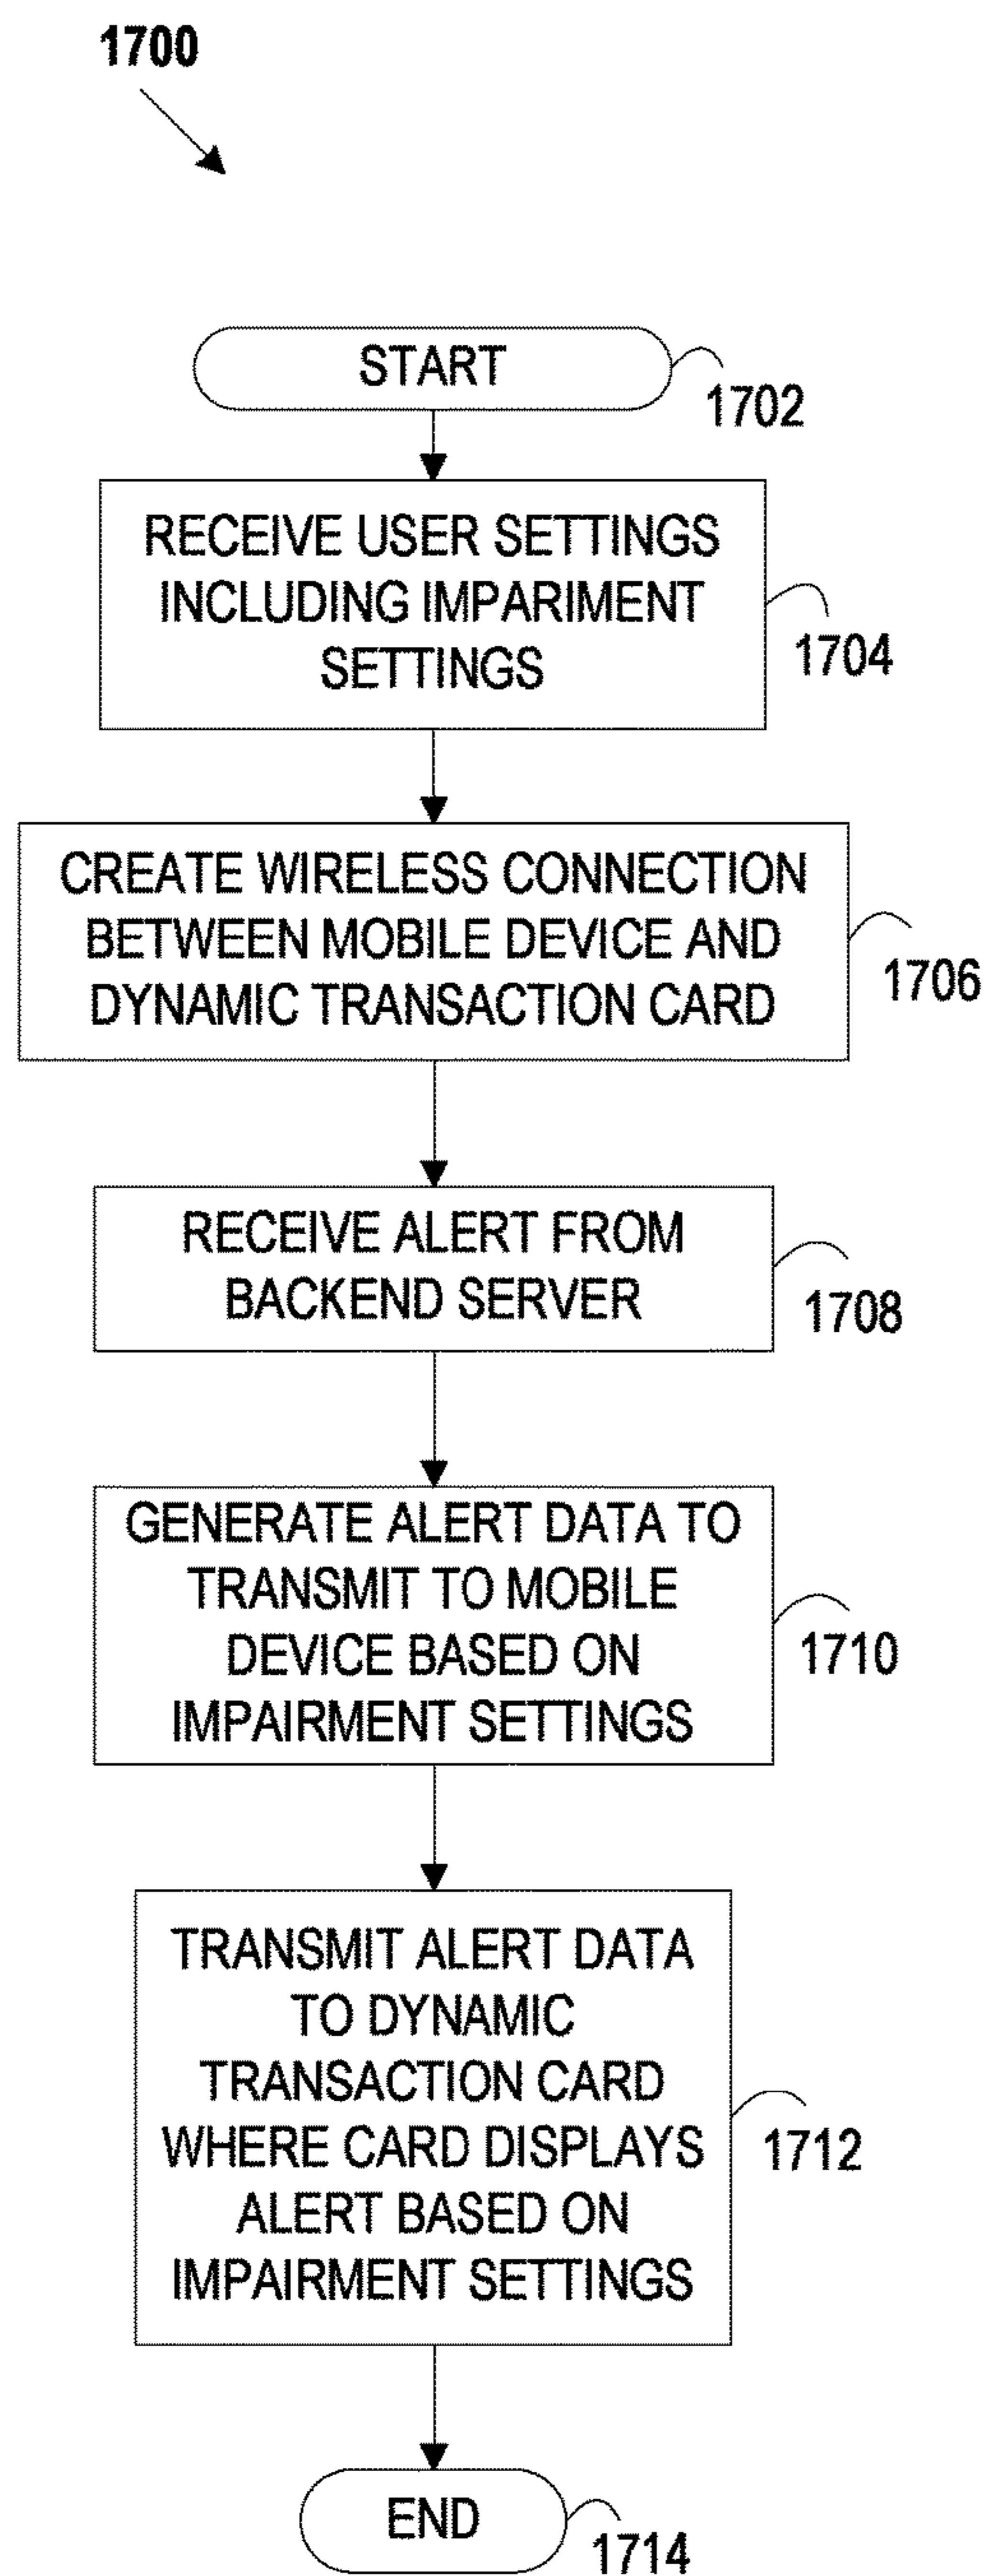 1700
START
1702
RECEIVE USER SETTINGS
INCLUDING IMPARIMENT
SETTINGS
1704
CREATE WIRELESS CONNECTION
BETWEEN MOBILE DEVICE AND
DYNAMIC TRANSACTION CARD
1706
RECEIVE ALERT FROM
BACKEND SERVER
1708
GENERATE ALERT DATA TO
TRANSMIT TO MOBILE
DEVICE BASED ON
IMPAIRMENT SETTINGS
1710
TRANSMIT ALERT DATA
TO DYNAMIC
TRANSACTION CARD
WHERE CARD DISPLAYS
ALERT BASED ON
IMPAIRMENT SETTINGS
1712
END
1714